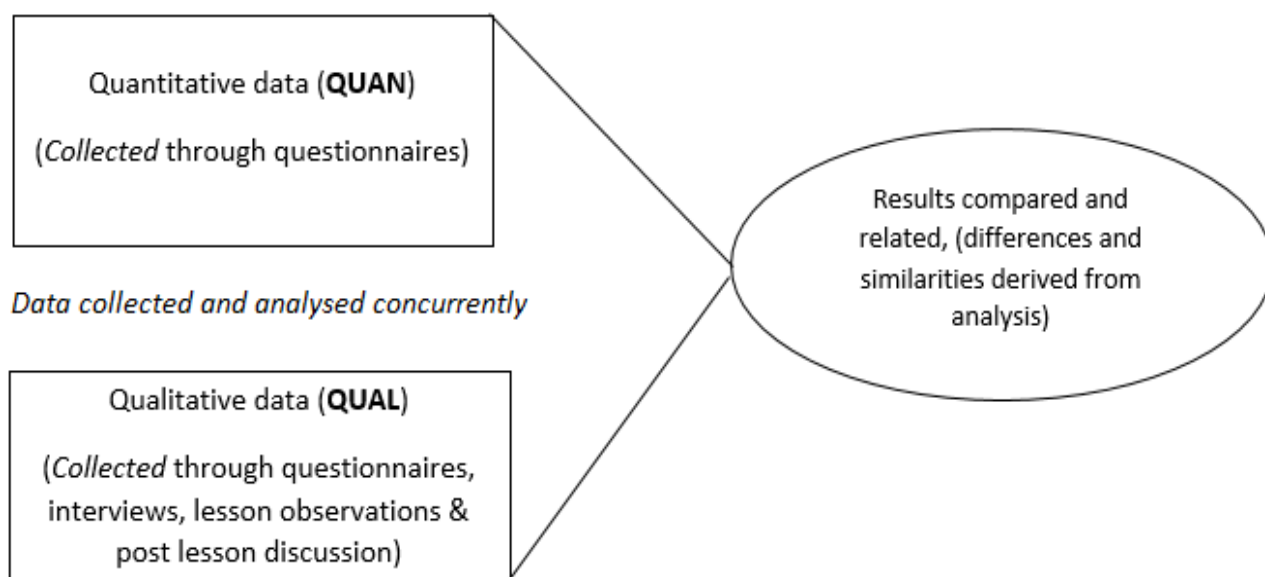 Quantitative data (QUAN)
(Collected through questionnaires)
Data collected and analysed concurrently
Qualitative data (QUAL)
(Collected through questionnaires,
interviews, lesson observations &
post lesson discussion)
Results compared and
related, (differences and
similarities derived from
analysis)